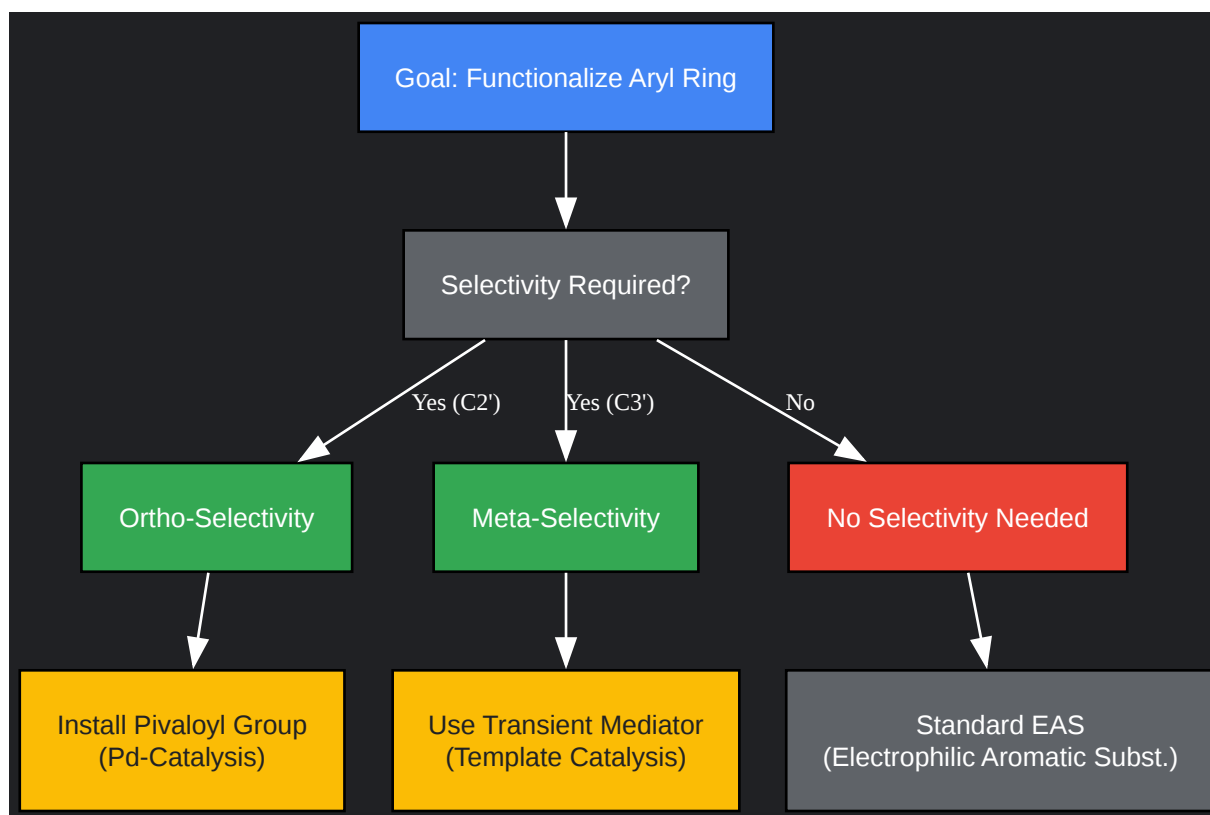 Goal: Functionalize Aryl Ring
Selectivity Required?
Yes (C2')
Yes (C3')
No
Ortho-Selectivity
Meta-Selectivity
No Selectivity Needed
Install Pivaloyl Group
(Pd-Catalysis)
Use Transient Mediator
(Template Catalysis)
Standard EAS
(Electrophilic Aromatic Subst.)